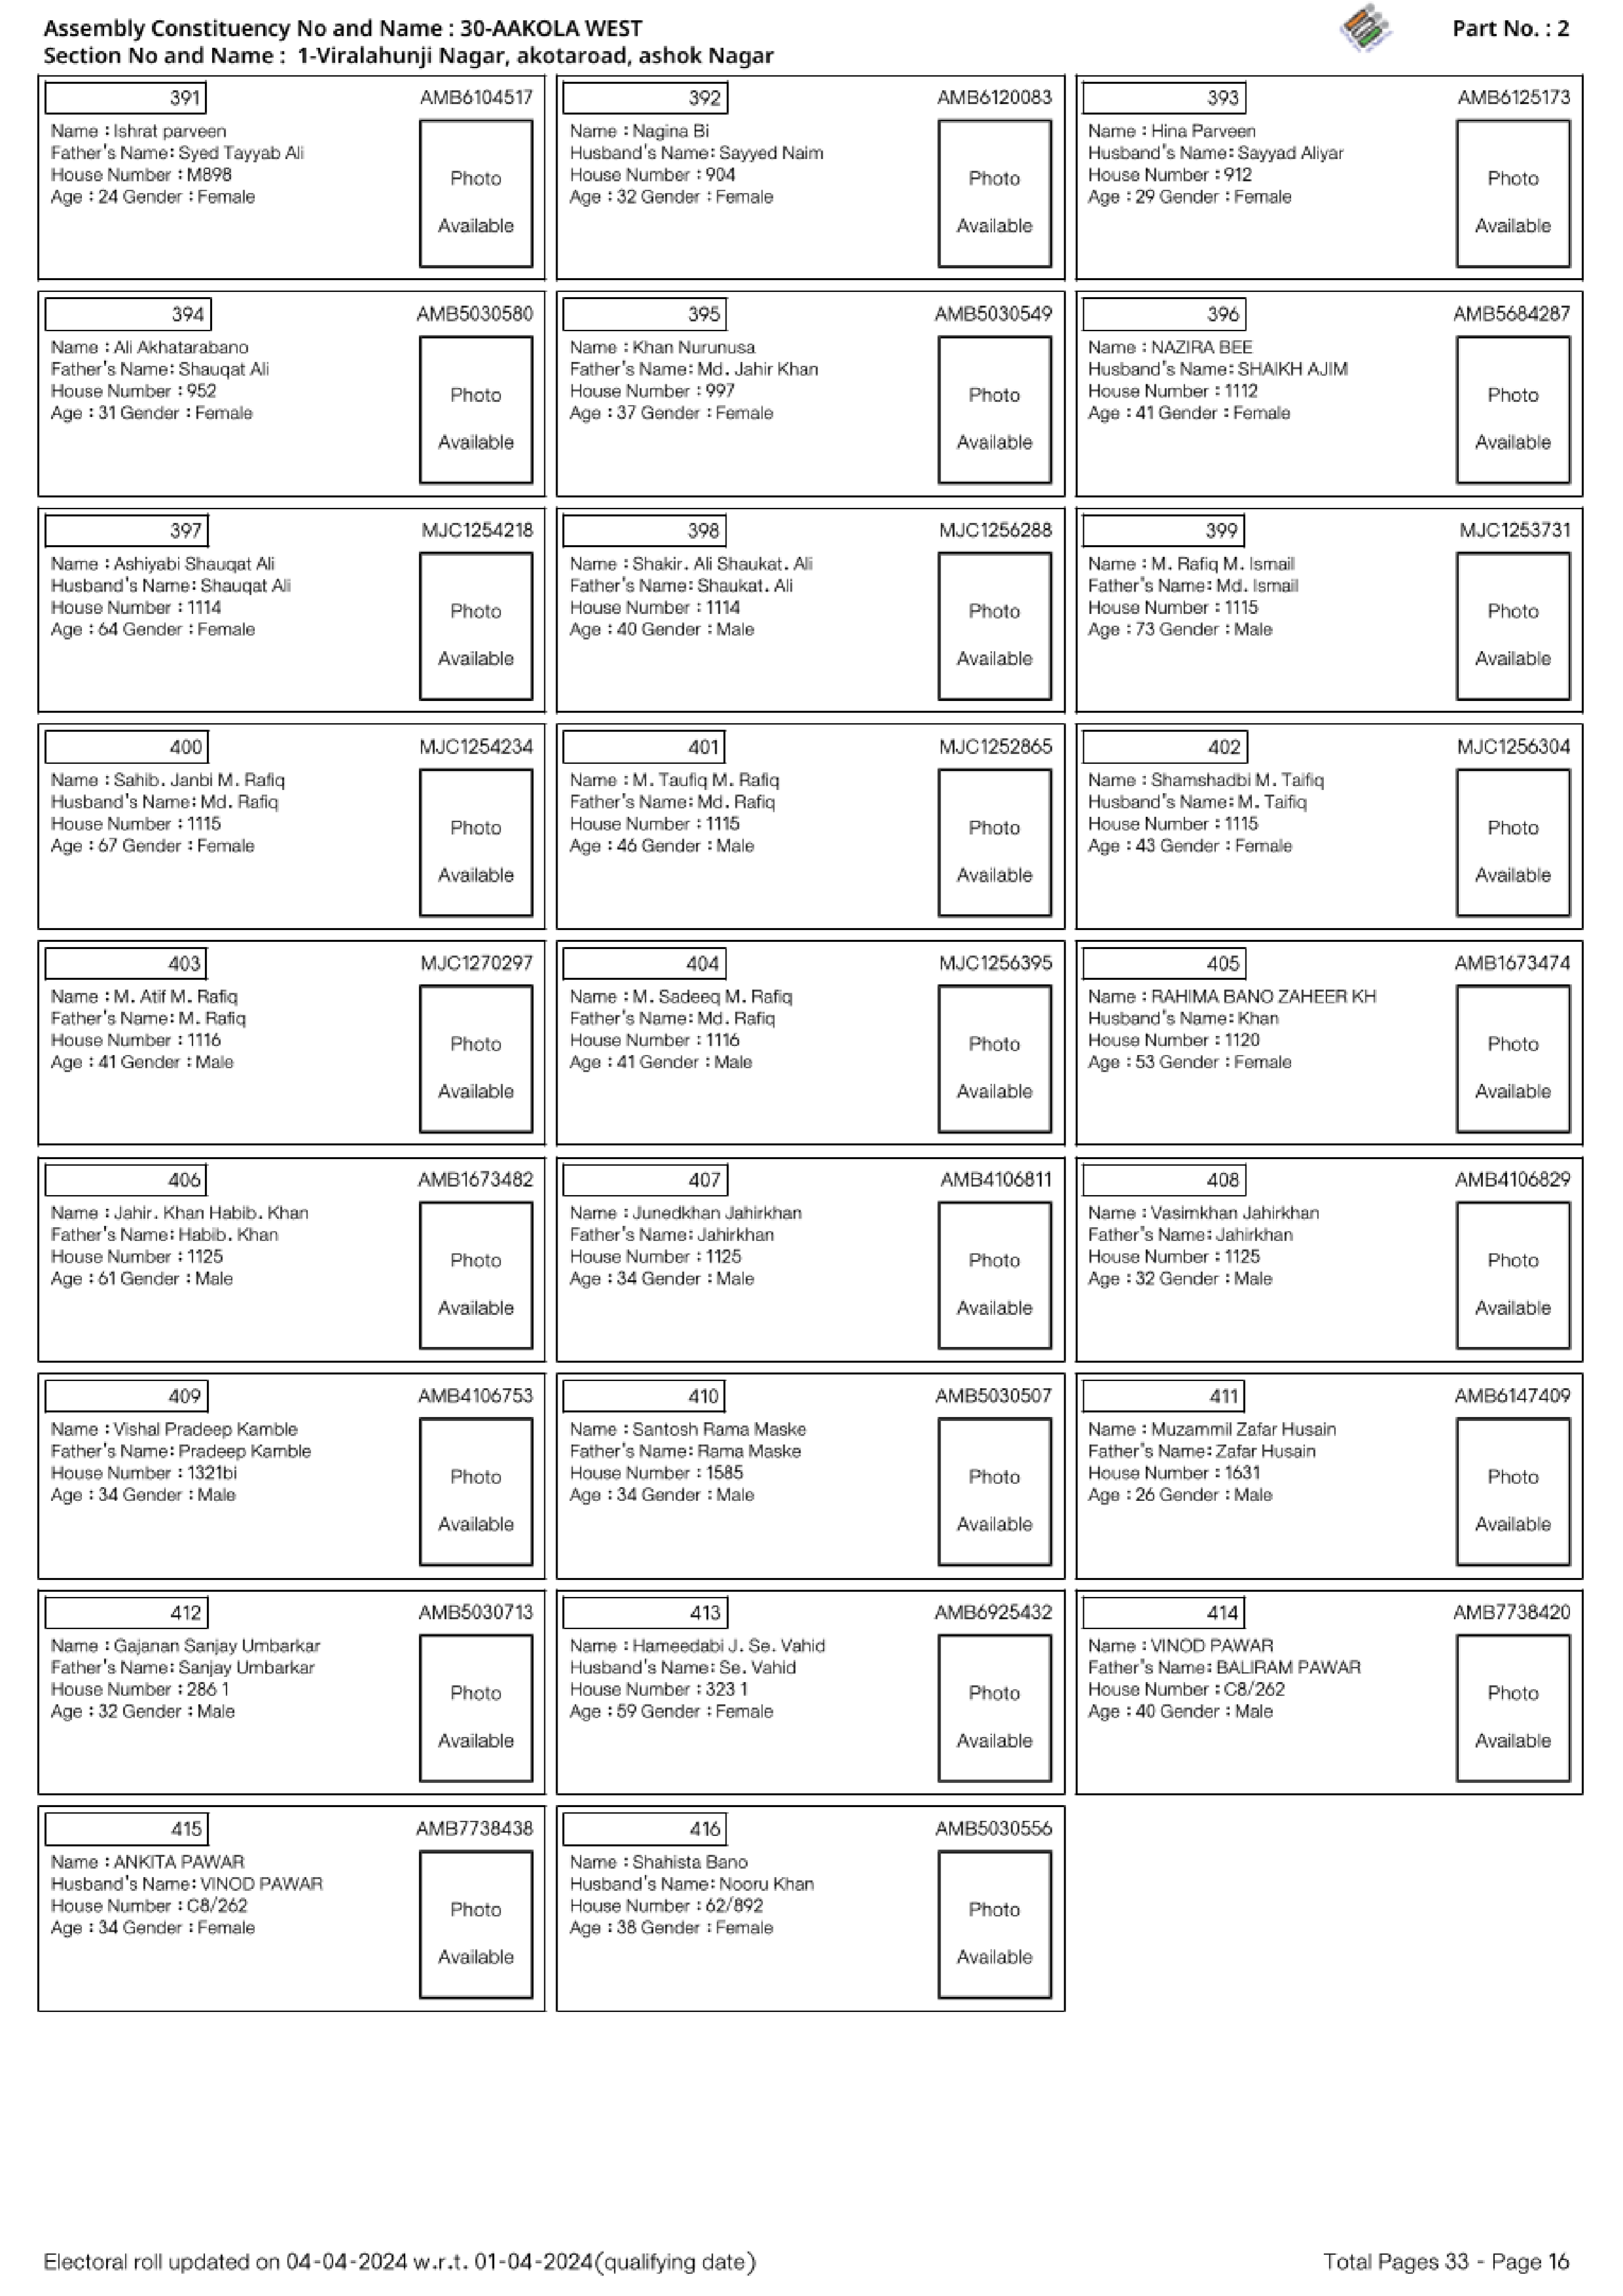 Assembly Constituency No and Name : 30-AAKOLA WEST
Part No. : 2
Section No and Name : 1-Viralahunji Nagar, akotaroad, ashok Nagar
391 AMB6104517
Name : Ishrat parveen
Father's Name: Syed Tayyab Ali
House Number : M898
Age : 24 Gender : Female
Photo
Available
392 AMB6120083
Name : Nagina Bi
Husband's Name: Sayyed Naim
House Number : 904
Age : 32 Gender : Female
Photo
Available
393 AMB6125173
Name : Hina Parveen
Husband's Name: Sayyad Aliyar
House Number : 912
Age : 29 Gender : Female
Photo
Available
394 AMB5030580
Name : Ali Akhatarabano
Father's Name: Shauqat Ali
House Number : 952
Age : 31 Gender : Female
Photo
Available
395 AMB5030549
Name : Khan Nurunusa
Father's Name: Md. Jahir Khan
House Number : 997
Age : 37 Gender : Female
Photo
Available
396 AMB5684287
Name : NAZIRA BEE
Husband's Name: SHAIKH AJIM
House Number : 1112
Age : 41 Gender : Female
Photo
Available
397 MJC1254218
Name : Ashiyabi Shauqat Ali
Husband's Name: Shauqat Ali
House Number : 1114
Age : 64 Gender : Female
Photo
Available
398 MJC1256288
Name : Shakir. Ali Shaukat. Ali
Father's Name: Shaukat. Ali
House Number : 1114
Age : 40 Gender : Male
Photo
Available
399 MJC1253731
Name : M. Rafiq M. Ismail
Father's Name: Md. Ismail
House Number : 1115
Age : 73 Gender : Male
Photo
Available
400 MJC1254234
Name : Sahib. Janbi M. Rafiq
Husband's Name: Md. Rafiq
House Number : 1115
Age : 67 Gender : Female
Photo
Available
401 MJC1252865
Name : M. Taufiq M. Rafiq
Father's Name: Md. Rafiq
House Number : 1115
Age : 46 Gender : Male
Photo
Available
402 MJC1256304
Name : Shamshadbi M. Taifiq
Husband's Name: M. Taifiq
House Number : 1115
Age : 43 Gender : Female
Photo
Available
403 MJC1270297
Name : M. Atif M. Rafiq
Father's Name: M. Rafiq
House Number : 1116
Age : 41 Gender : Male
Photo
Available
404 MJC1256395
Name : M. Sadeeq M. Rafiq
Father's Name: Md. Rafiq
House Number : 1116
Age : 41 Gender : Male
Photo
Available
405 AMB1673474
Name : RAHIMA BANO ZAHEER KH
Husband's Name: Khan
House Number : 1120
Age : 53 Gender : Female
Photo
Available
406 AMB1673482
Name : Jahir. Khan Habib. Khan
Father's Name: Habib. Khan
House Number : 1125
Age : 61 Gender : Male
Photo
Available
407 AMB4106811
Name : Junedkhan Jahirkhan
Father's Name: Jahirkhan
House Number : 1125
Age : 34 Gender : Male
Photo
Available
408 AMB4106829
Name : Vasimkhan Jahirkhan
Father's Name: Jahirkhan
House Number : 1125
Age : 32 Gender : Male
Photo
Available
409 AMB4106753
Name : Vishal Pradeep Kamble
Father's Name: Pradeep Kamble
House Number : 1321bi
Age : 34 Gender : Male
Photo
Available
410 AMB5030507
Name : Santosh Rama Maske
Father's Name: Rama Maske
House Number : 1585
Age : 34 Gender : Male
Photo
Available
411 AMB6147409
Name : Muzammil Zafar Husain
Father's Name: Zafar Husain
House Number : 1631
Age : 26 Gender : Male
Photo
Available
412 AMB5030713
Name : Gajanan Sanjay Umbarkar
Father's Name: Sanjay Umbarkar
House Number : 286 1
Age : 32 Gender : Male
Photo
Available
413 AMB6925432
Name : Hameedabi J. Se. Vahid
Husband's Name: Se. Vahid
House Number : 323 1
Age : 59 Gender : Female
Photo
Available
414 AMB7738420
Name : VINOD PAWAR
Father's Name: BALIRAM PAWAR
House Number : C8/262
Age : 40 Gender : Male
Photo
Available
415 AMB7738438
Name : ANKITA PAWAR
Husband's Name: VINOD PAWAR
House Number : C8/262
Age : 34 Gender : Female
Photo
Available
416 AMB5030556
Name : Shahista Bano
Husband's Name: Nooru Khan
House Number : 62/892
Age : 38 Gender : Female
Photo
Available
Electoral roll updated on 04-04-2024 w.r.t. 01-04-2024(qualifying date)
Total Pages 33 - Page 16